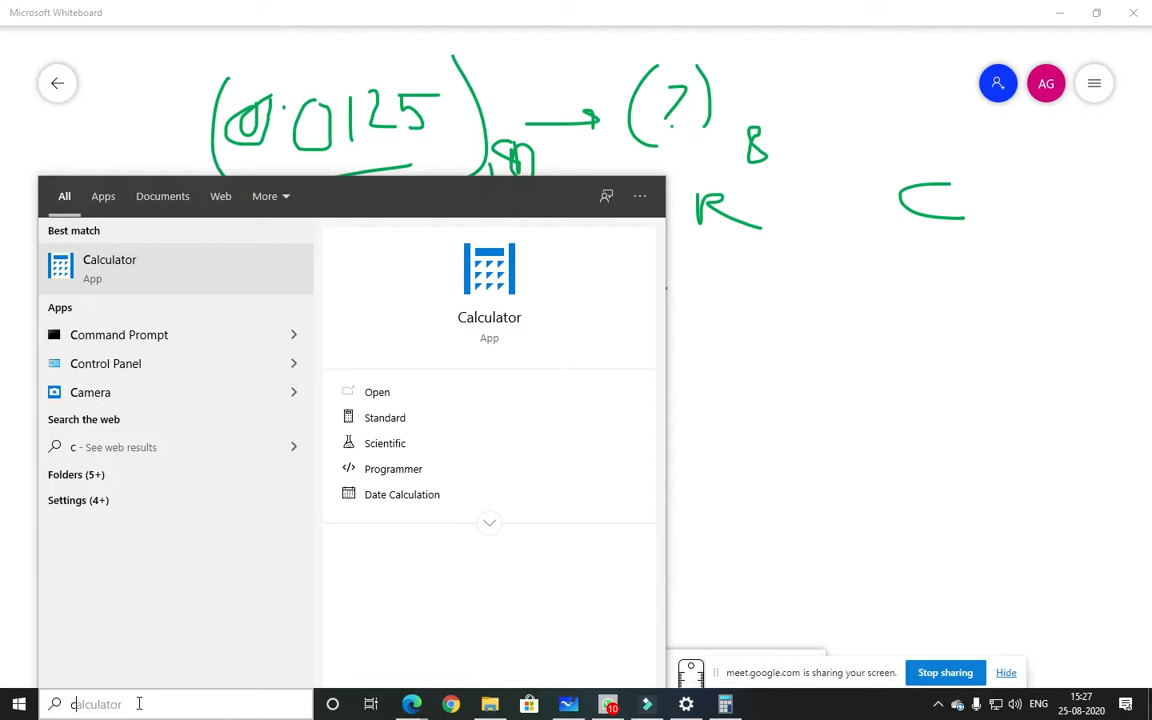 Microsoft Whiteboard
(0.0125) → (?)8
AG
R C
All Apps Documents Web More
Best match
Calculator
App
Apps
Command Prompt
Control Panel
Camera
Search the web
c - See web results
Folders (5+)
Settings (4+)
Calculator
App
Open
Standard
Scientific
Programmer
Date Calculation
meet.google.com is sharing your screen.
Stop sharing
Hide
calculator
10
ENG
15:27
25-08-2020